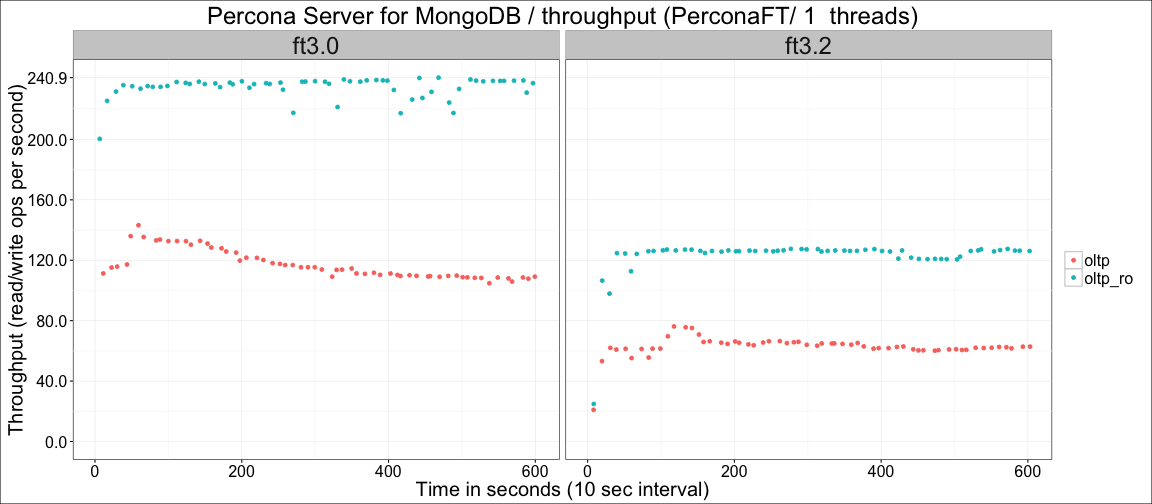 Percona Server for MongoDB / throughput (PerconaFT/ 1  threads)
ft3.0
ft3.2
Throughput (read/write ops per second)
240.9
200.0
160.0
120.0
80.0
40.0
0.0
0 200 400 600
0 200 400 600
Time in seconds (10 sec interval)
oltp
oltp_ro